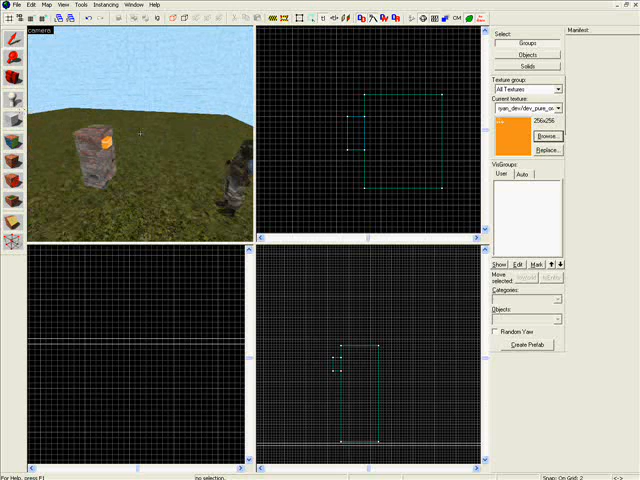 File Edit Map View Tools Instancing Window Help
camera
Select:
Groups
Objects
Solids
Texture group:
All Textures
Current texture:
256x256
Browse...
Replace...
VisGroups:
User Auto
Show Edit Mark
Move selected:
toWorld toEntity
Categories:
Objects:
Random Yaw
Create Prefab
Manifest:
For Help, press F1 no selection. Snap: On Grid: 2 <->